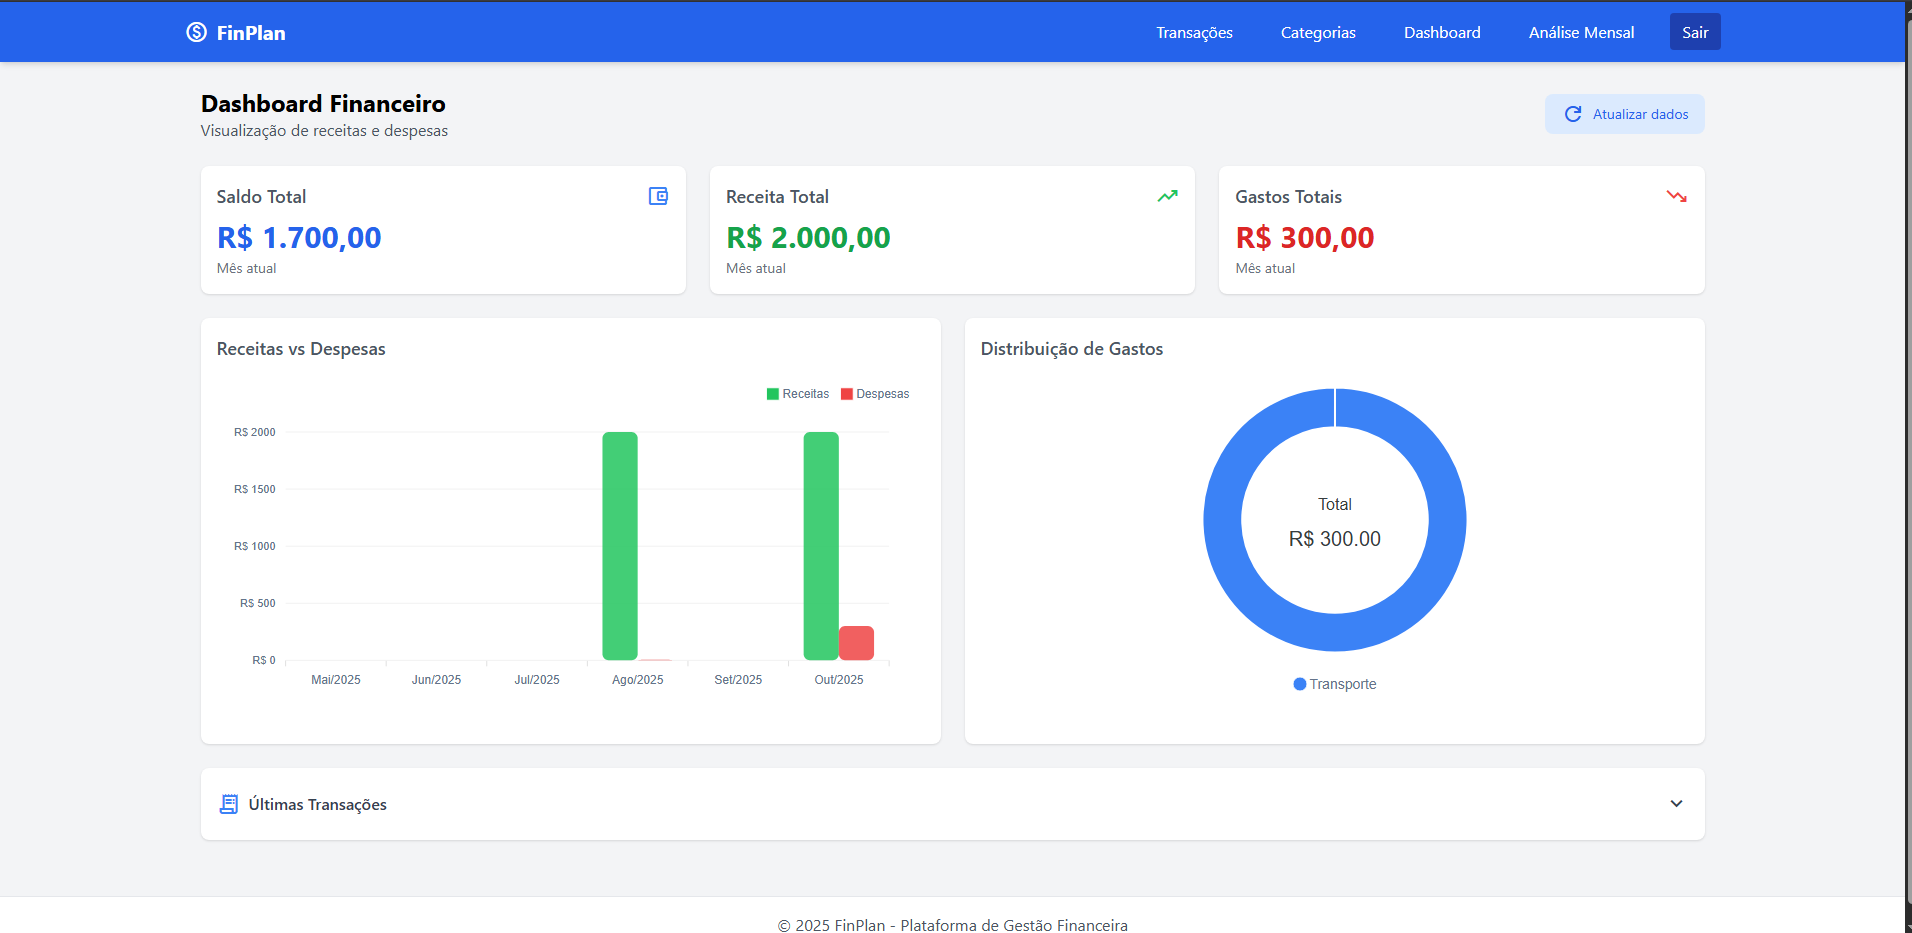 FinPlan
Transações Categorias Dashboard Análise Mensal Sair
Dashboard Financeiro
Visualização de receitas e despesas
Atualizar dados
Saldo Total
R$ 1.700,00
Mês atual
Receita Total
R$ 2.000,00
Mês atual
Gastos Totais
R$ 300,00
Mês atual
Receitas vs Despesas
Receitas Despesas
R$ 2000
R$ 1500
R$ 1000
R$ 500
R$ 0
Mai/2025 Jun/2025 Jul/2025 Ago/2025 Set/2025 Out/2025
Distribuição de Gastos
Total
R$ 300.00
Transporte
Últimas Transações
© 2025 FinPlan - Plataforma de Gestão Financeira